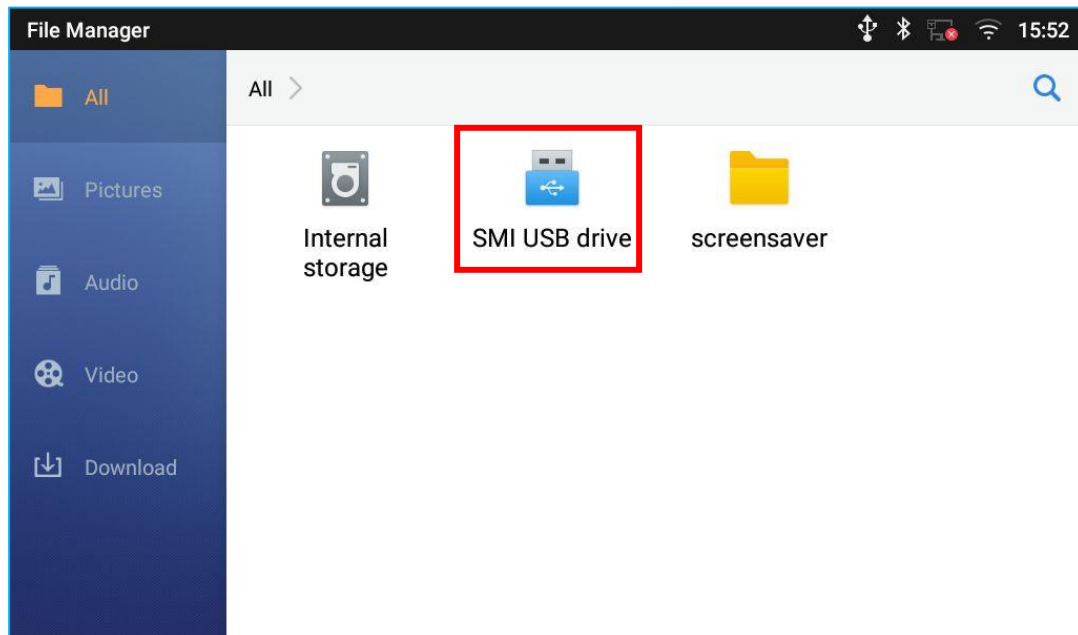 File Manager
15:52
All
All
Pictures
Audio
Video
Download
Internal
storage
SMI USB drive
screensaver